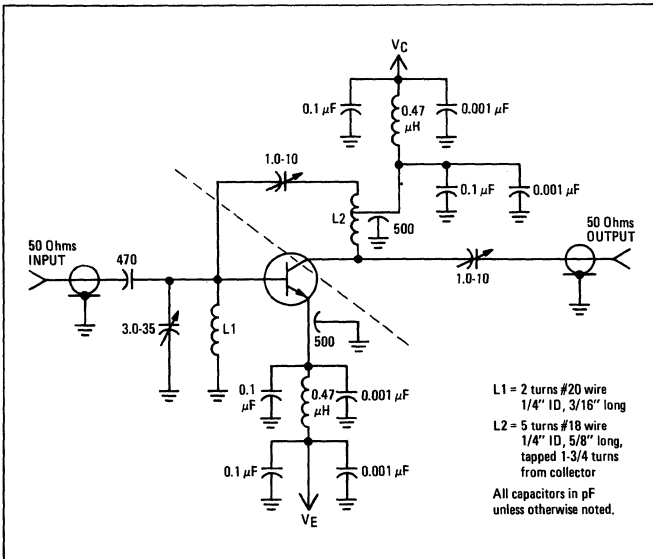 VC
0.1 μF
0.47
μH
0.001 μF
1.0-10
0.1 μF
0.001 μF
L2
500
50 Ohms
INPUT
470
50 Ohms
OUTPUT
1.0-10
3.0-35
L1
500
0.1
μF
0.47
μH
0.001 μF
0.1 μF
0.001 μF
VE
L1 = 2 turns #20 wire
1/4" ID, 3/16" long
L2 = 5 turns #18 wire
1/4" ID, 5/8" long,
tapped 1-3/4 turns
from collector
All capacitors in pF
unless otherwise noted.